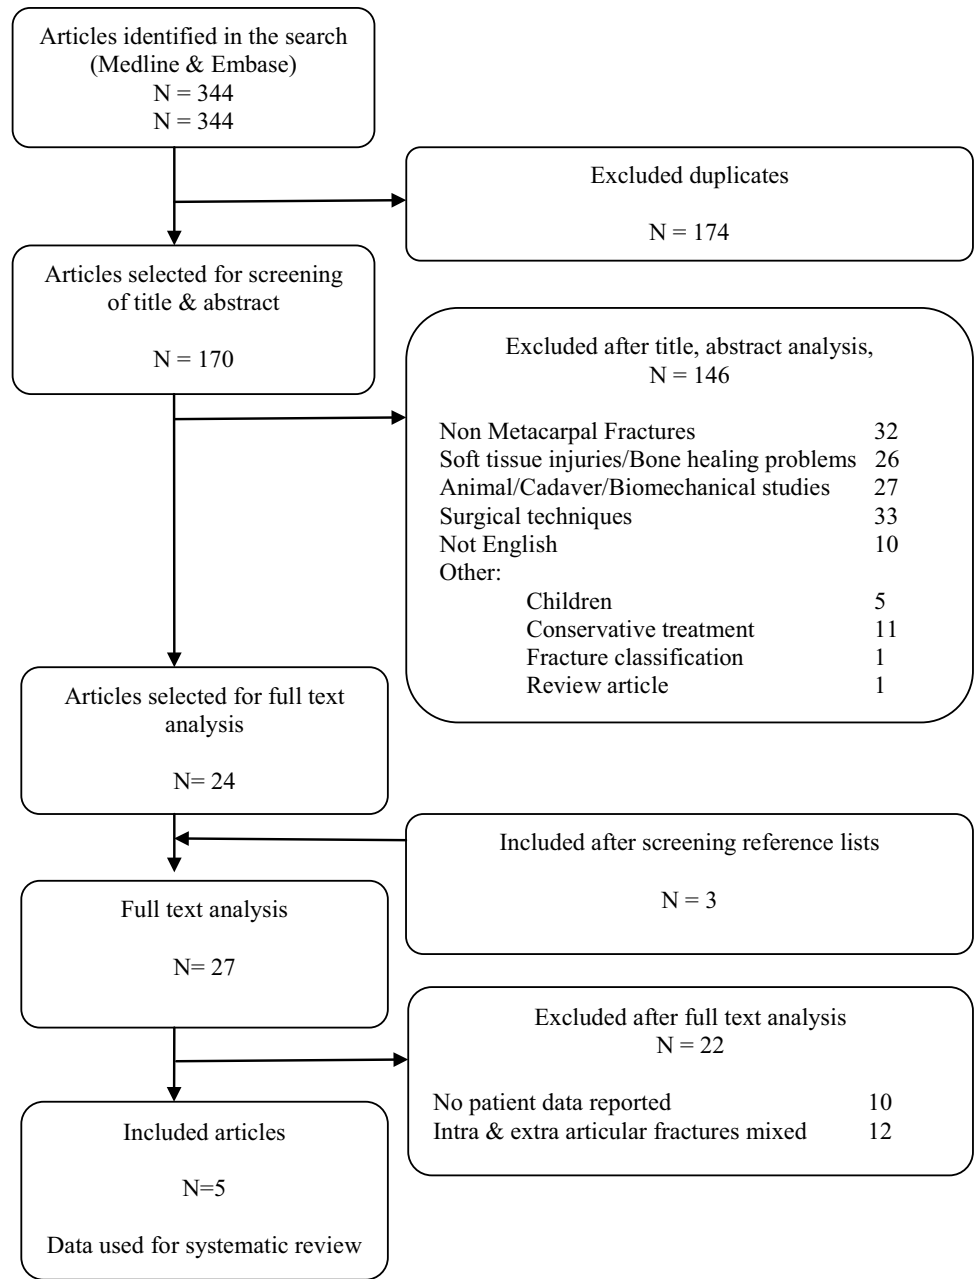 Articles identified in the search
(Medline & Embase)
N = 344
N = 344
Excluded duplicates
N = 174
Articles selected for screening
of title & abstract
N = 170
Excluded after title, abstract analysis,
N = 146
Non Metacarpal Fractures 32
Soft tissue injuries/Bone healing problems 26
Animal/Cadaver/Biomechanical studies 27
Surgical techniques 33
Not English 10
Other:
Children 5
Conservative treatment 11
Fracture classification 1
Review article 1
Articles selected for full text
analysis
N= 24
Included after screening reference lists
N = 3
Full text analysis
N= 27
Excluded after full text analysis
N = 22
No patient data reported 10
Intra & extra articular fractures mixed 12
Included articles
N=5
Data used for systematic review